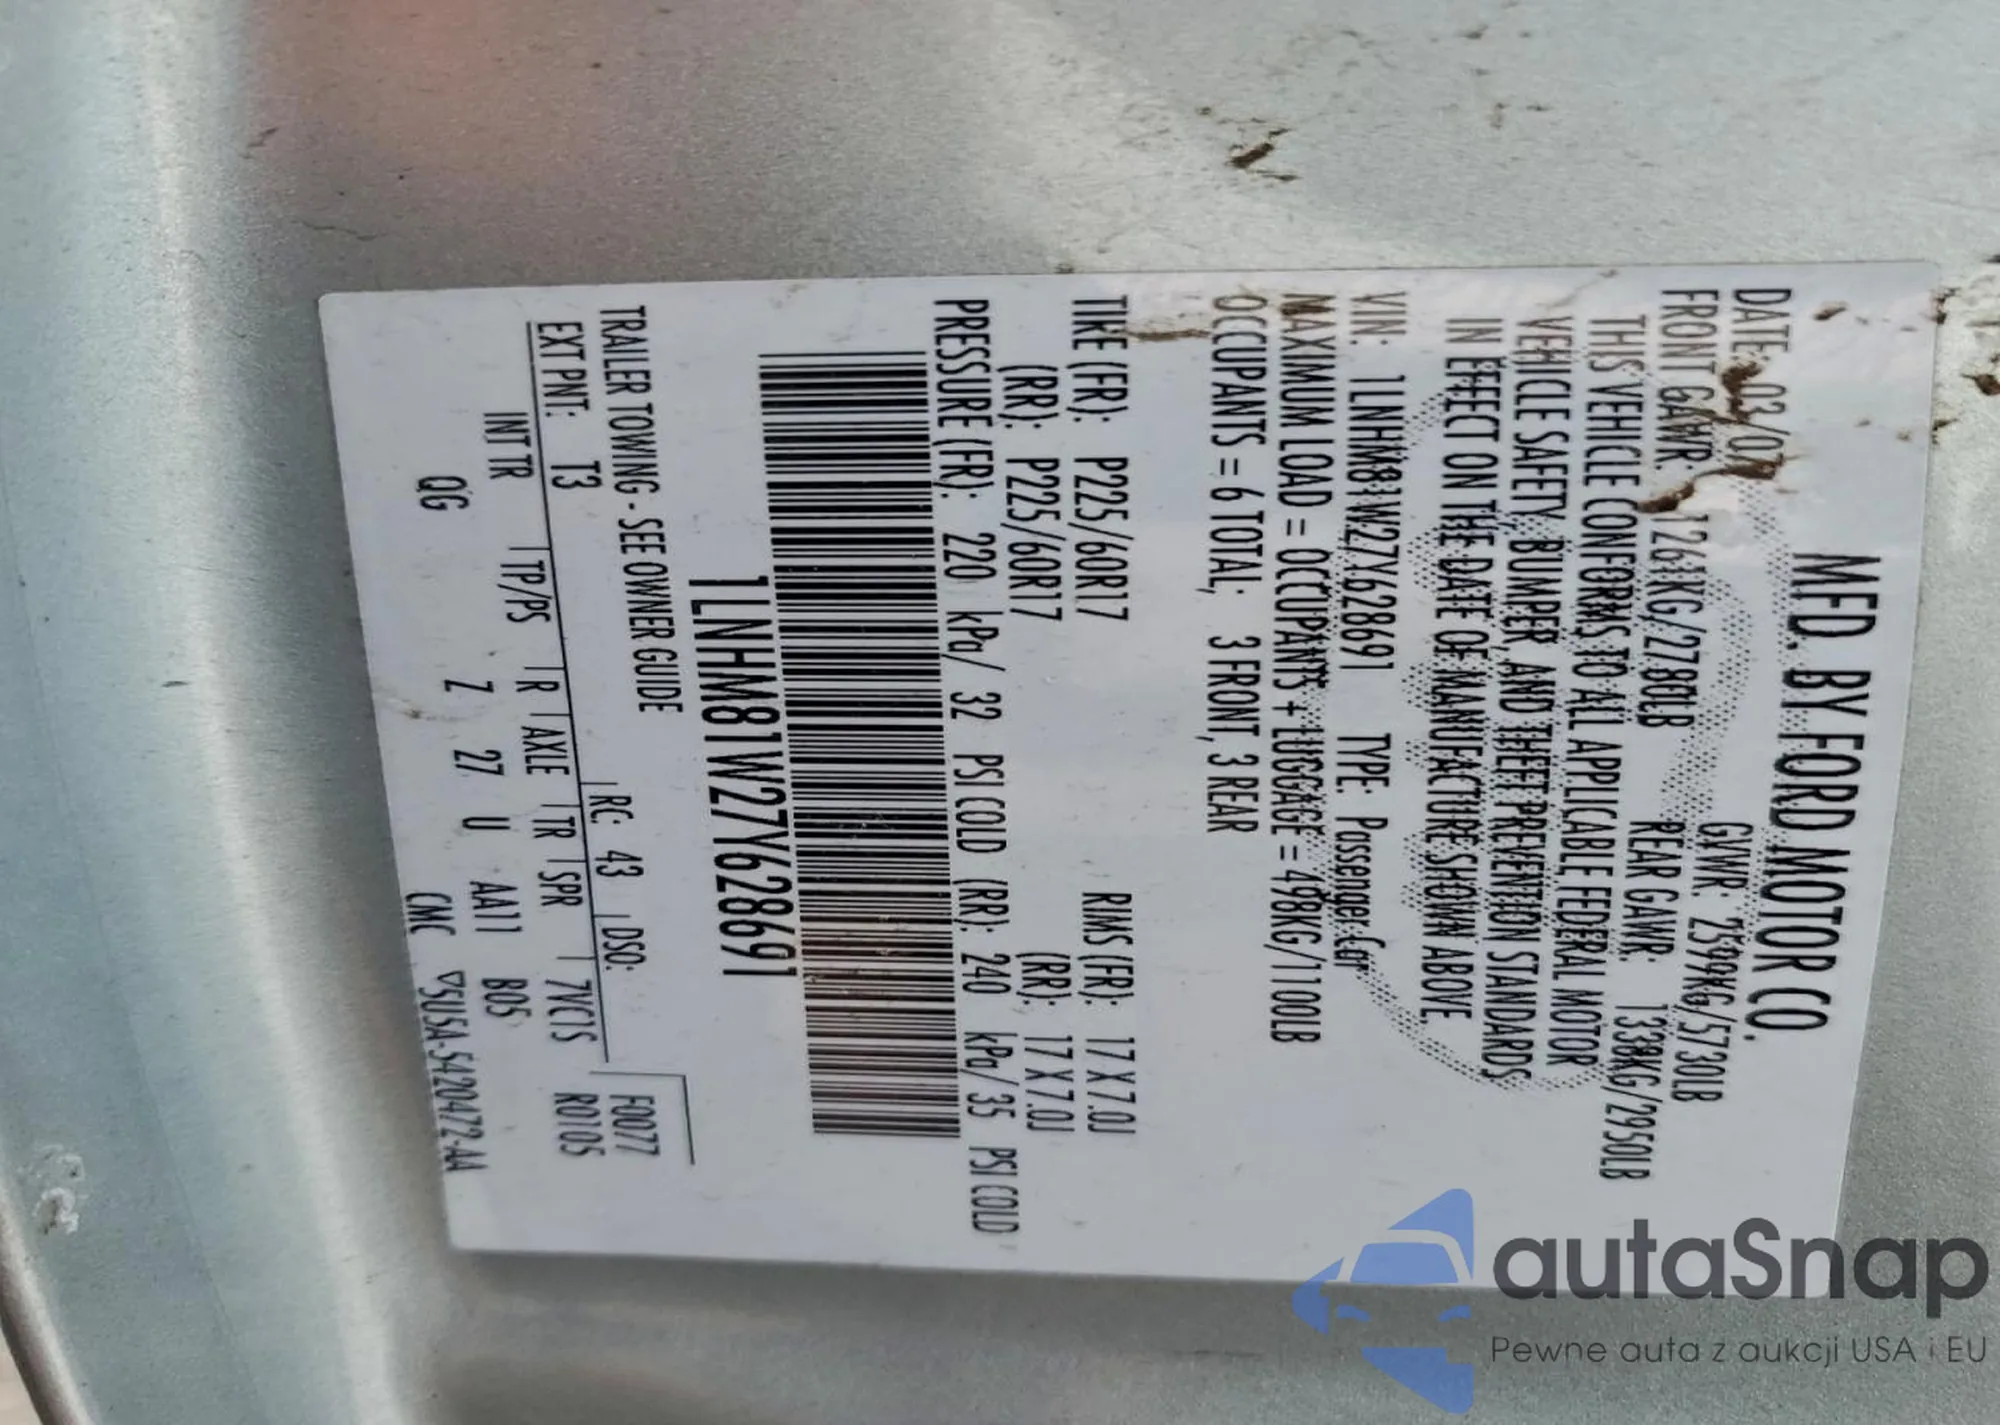 MFD. BY FORD MOTOR CO.
DATE: 03/07 GVWR: 2599KG/5730LB
FRONT GAWR: 1261KG/2780LB REAR GAWR: 1338KG/2950LB
THIS VEHICLE CONFORMS TO ALL APPLICABLE FEDERAL MOTOR
VEHICLE SAFETY, BUMPER, AND THEFT PREVENTION STANDARDS
IN EFFECT ON THE DATE OF MANUFACTURE SHOWN ABOVE.
VIN: 1LNHM81W27Y628691 TYPE: Passenger Car
MAXIMUM LOAD = OCCUPANTS + LUGGAGE = 498KG/1100LB
OCCUPANTS = 6 TOTAL, 3 FRONT, 3 REAR
TIRE (FR): P225/60R17 RIMS (FR): 17 X 7.0J
(RR): P225/60R17 (RR): 17 X 7.0J
PRESSURE (FR): 220 kPa/ 32 PSI COLD (RR): 240 kPa/ 35 PSI COLD
1LNHM81W27Y628691
TRAILER TOWING - SEE OWNER GUIDE
F0077
EXT PNT: T3 RC: 43 DSO: R0105
INT TR TP/PS R AXLE TR SPR 7VCIS
QG Z 27 U AA11 B05
CMC ▽5U5A-5420472-AA
autaSnap
Pewne auta z aukcji USA i EU